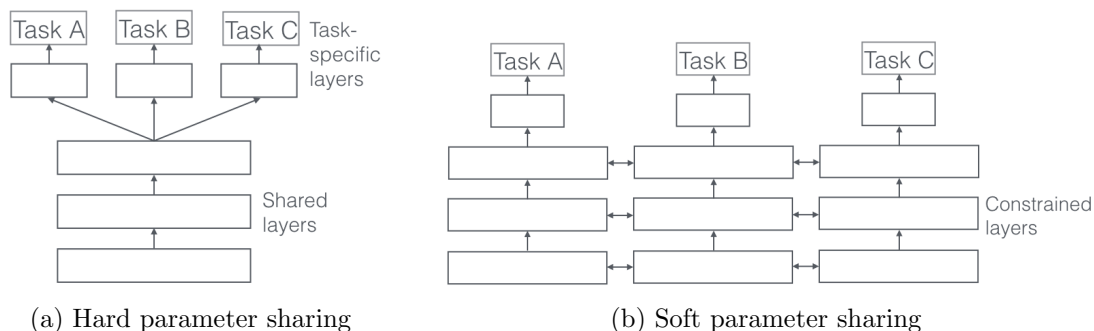 Task A
Task B
Task C
Task-
specific
layers
Shared
layers
(a) Hard parameter sharing
Task A
Task B
Task C
Constrained
layers
(b) Soft parameter sharing